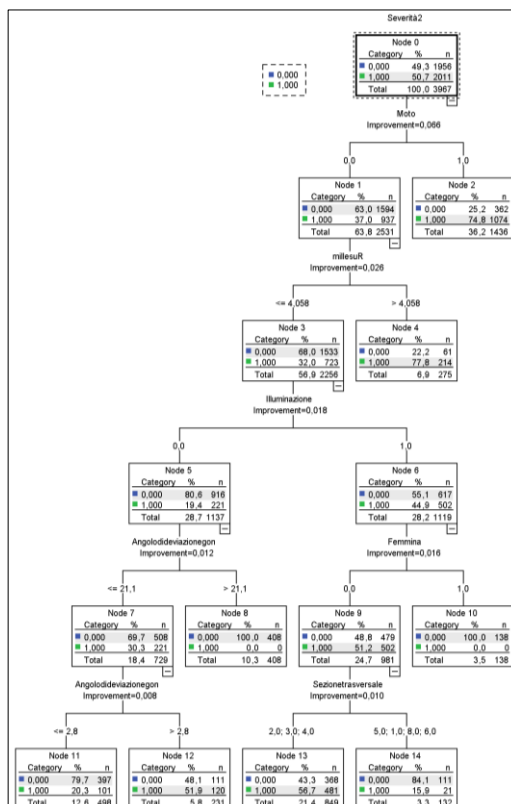 Severità2
Node 0
Category % n
0,000 49,3 1956
1,000 50,7 2011
Total 100,0 3967
0,000
1,000
Moto
Improvement=0,066
0,0
1,0
Node 1
Category % n
0,000 63,0 1594
1,000 37,0 937
Total 63,8 2531
Node 2
Category % n
0,000 25,2 362
1,000 74,8 1074
Total 36,2 1436
millesuR
Improvement=0,026
<= 4,058
> 4,058
Node 3
Category % n
0,000 68,0 1533
1,000 32,0 723
Total 56,9 2256
Node 4
Category % n
0,000 22,2 61
1,000 77,8 214
Total 6,9 275
Illuminazione
Improvement=0,018
0,0
1,0
Node 5
Category % n
0,000 80,6 916
1,000 19,4 221
Total 28,7 1137
Node 6
Category % n
0,000 55,1 617
1,000 44,9 502
Total 28,2 1119
Angolodideviazionegon
Improvement=0,012
Femmina
Improvement=0,016
<= 21,1
> 21,1
0,0
1,0
Node 7
Category % n
0,000 69,7 508
1,000 30,3 221
Total 18,4 729
Node 8
Category % n
0,000 100,0 408
1,000 0,0 0
Total 10,3 408
Node 9
Category % n
0,000 48,8 479
1,000 51,2 502
Total 24,7 981
Node 10
Category % n
0,000 100,0 138
1,000 0,0 0
Total 3,5 138
Angolodideviazionegon
Improvement=0,008
Sezionetrasversale
Improvement=0,010
<= 2,8
> 2,8
2,0; 3,0; 4,0
5,0; 1,0; 8,0; 6,0
Node 11
Category % n
0,000 79,7 397
1,000 20,3 101
Total 12,6 498
Node 12
Category % n
0,000 48,1 111
1,000 51,9 120
Total 5,8 231
Node 13
Category % n
0,000 43,3 368
1,000 56,7 481
Total 21,4 849
Node 14
Category % n
0,000 84,1 111
1,000 15,9 21
Total 3,3 132